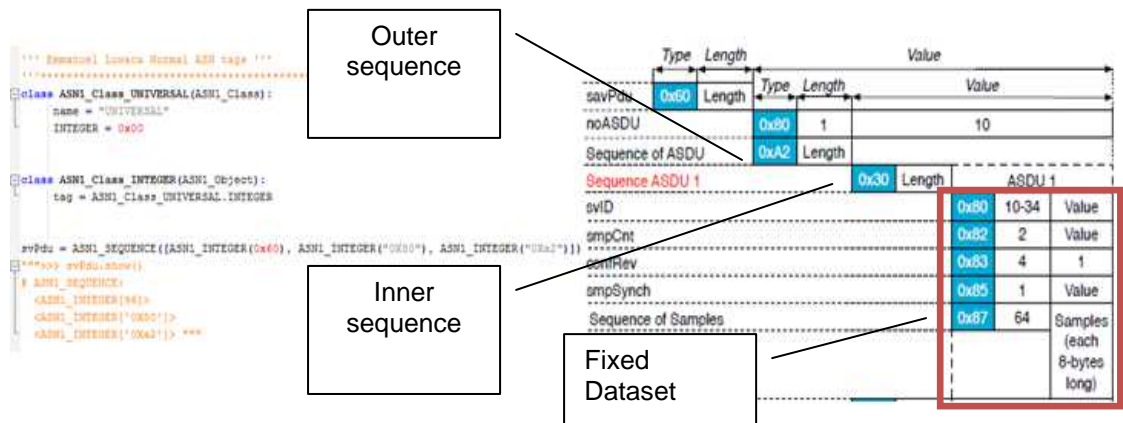 ''' Emmanuel Lowaca Normal ASN tags '''
class ASN1_Class_UNIVERSAL(ASN1_Class):
name = "UNIVERSAL"
INTEGER = 0x00
class ASN1_Class_INTEGER(ASN1_Object):
tag = ASN1_Class_UNIVERSAL.INTEGER
svPdu = ASN1_SEQUENCE([ASN1_INTEGER(0x60), ASN1_INTEGER("0X80"), ASN1_INTEGER("0Xa2")])
""">>> svPdu.show()
# ASN1_SEQUENCE:
<ASN1_INTEGER[96]>
<ASN1_INTEGER['0X80']>
<ASN1_INTEGER['0Xa2']> """
Outer
sequence
Inner
sequence
Fixed
Dataset
Type Length Value
savPdu 0x60 Length Type Length Value
noASDU 0x80 1 10
Sequence of ASDU 0xA2 Length
Sequence ASDU 1 0x30 Length ASDU 1
svID 0x80 10-34 Value
smpCnt 0x82 2 Value
confRev 0x83 4 1
smpSynch 0x85 1 Value
Sequence of Samples 0x87 64 Samples
(each
8-bytes
long)